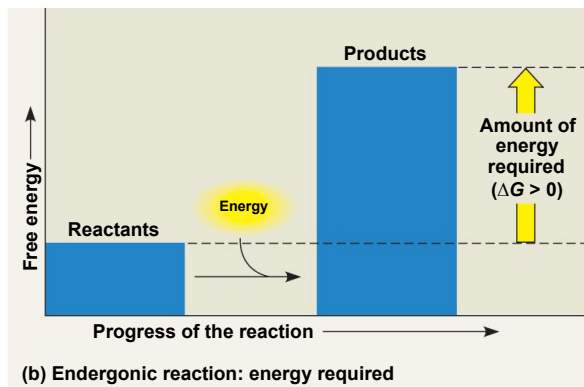 Products
Amount of
energy
required
(ΔG > 0)
Energy
Reactants
Free energy
Progress of the reaction
(b) Endergonic reaction: energy required